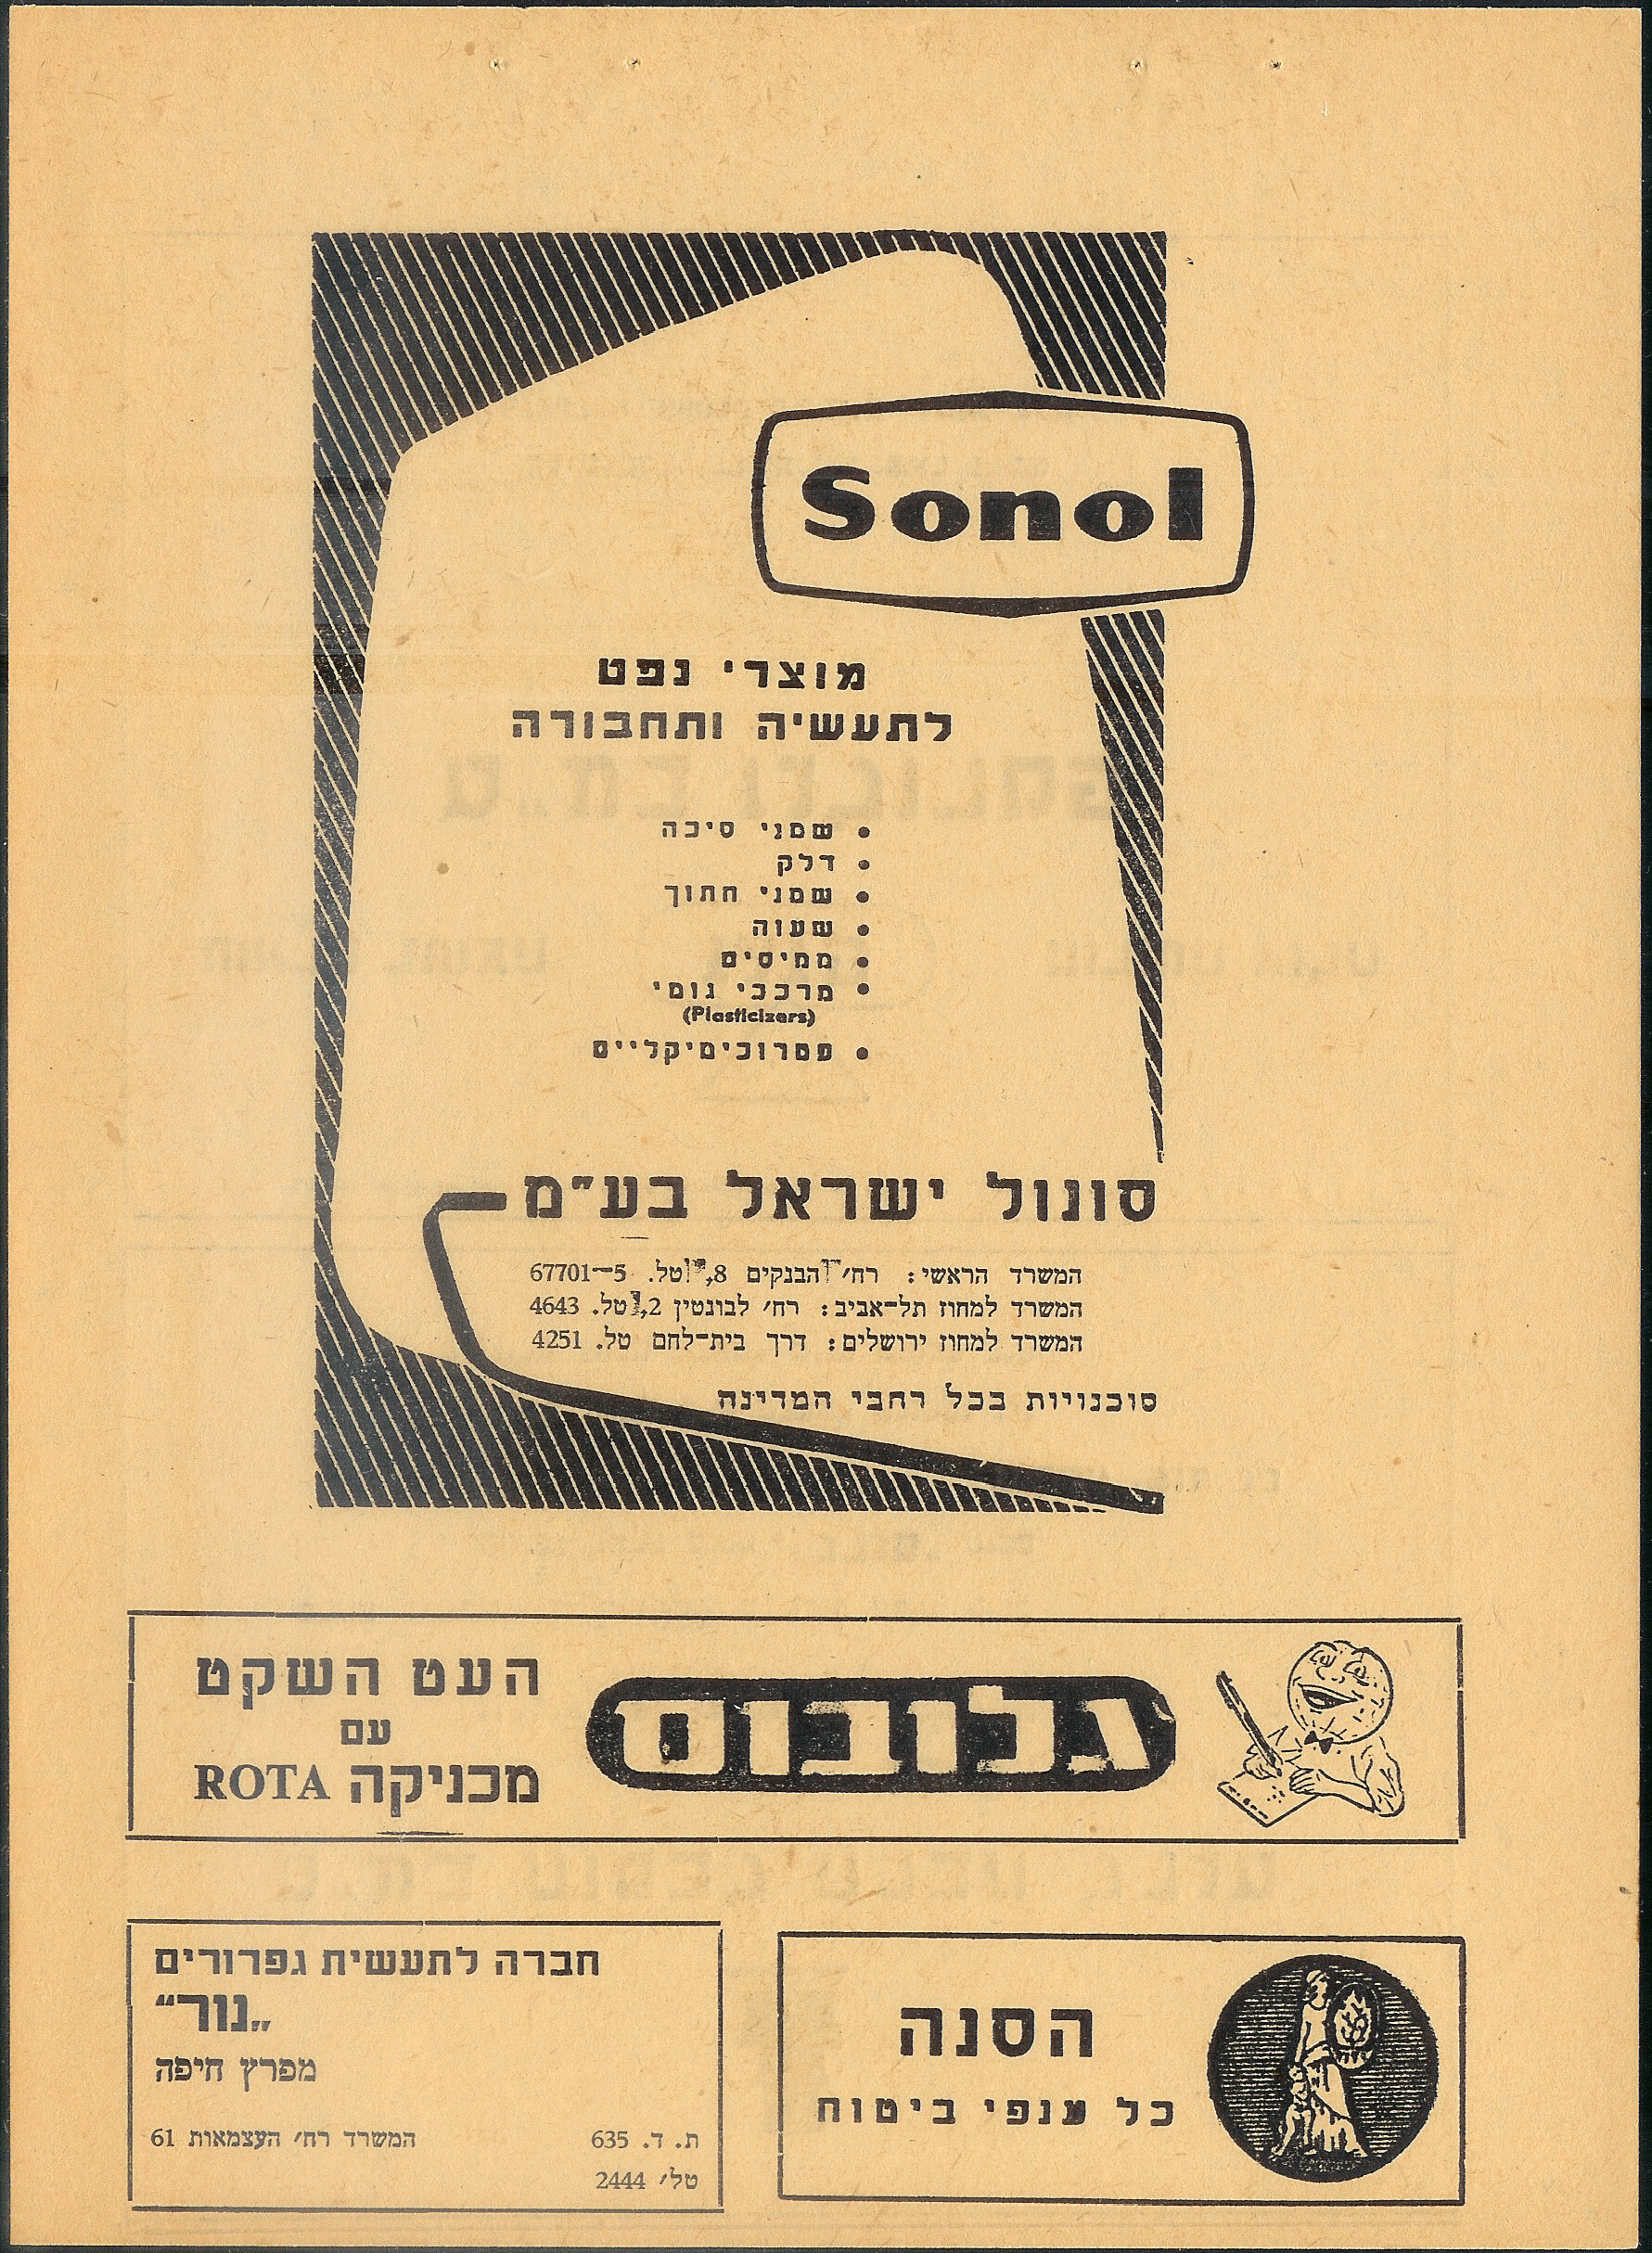 Sonol
מוצרי נפט
לתעשיה ותחבורה
• שמני סיכה
• דלק
• שמני חתוך
• שעוה
• ממיסים
• מרככי גומי
(Plasticizers)
• פטרוכימיקליים
סונול ישראל בע״מ
המשרד הראשי: רח׳ הבנקים 8, טל. 67701–5
המשרד למחוז תל–אביב: רח׳ לבונטין 2, טל. 4643
המשרד למחוז ירושלים: דרך בית–לחם טל. 4251
סוכנויות בכל רחבי המדינה
גלובוס
העט השקט
עם
מכניקה ROTA
הסנה
כל ענפי ביטוח
חברה לתעשית גפרורים
„נור“
מפרץ חיפה
ת. ד. 635 המשרד רח׳ העצמאות 61
טל׳ 2444